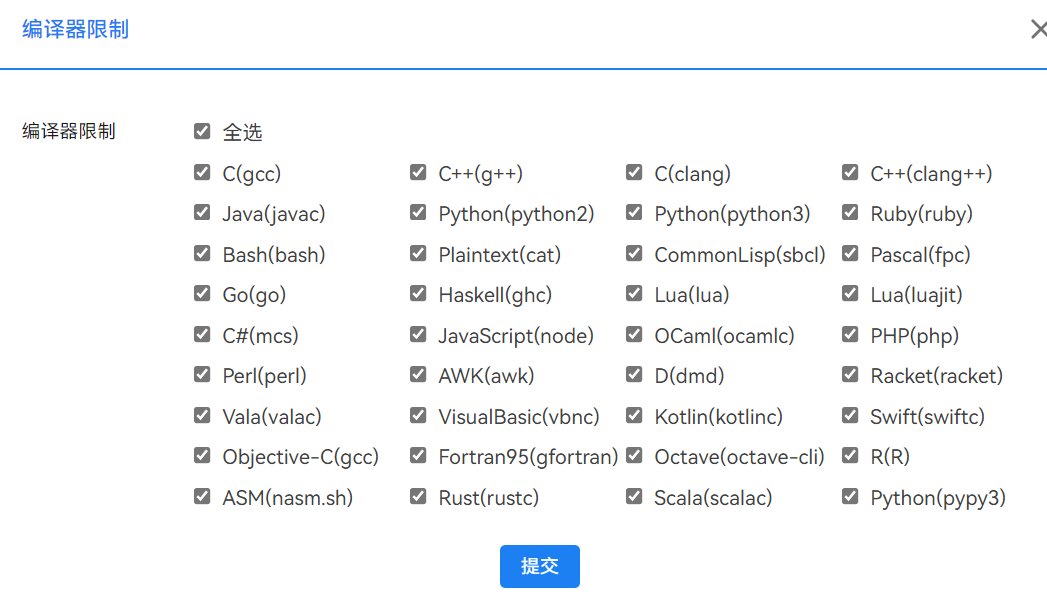 编译器限制
编译器限制 全选
C(gcc) C++(g++) C(clang) C++(clang++)
Java(javac) Python(python2) Python(python3) Ruby(ruby)
Bash(bash) Plaintext(cat) CommonLisp(sbcl) Pascal(fpc)
Go(go) Haskell(ghc) Lua(lua) Lua(luajit)
C#(mcs) JavaScript(node) OCaml(ocamlc) PHP(php)
Perl(perl) AWK(awk) D(dmd) Racket(racket)
Vala(valac) VisualBasic(vbnc) Kotlin(kotlinc) Swift(swiftc)
Objective-C(gcc) Fortran95(gfortran) Octave(octave-cli) R(R)
ASM(nasm.sh) Rust(rustc) Scala(scalac) Python(pypy3)
提交